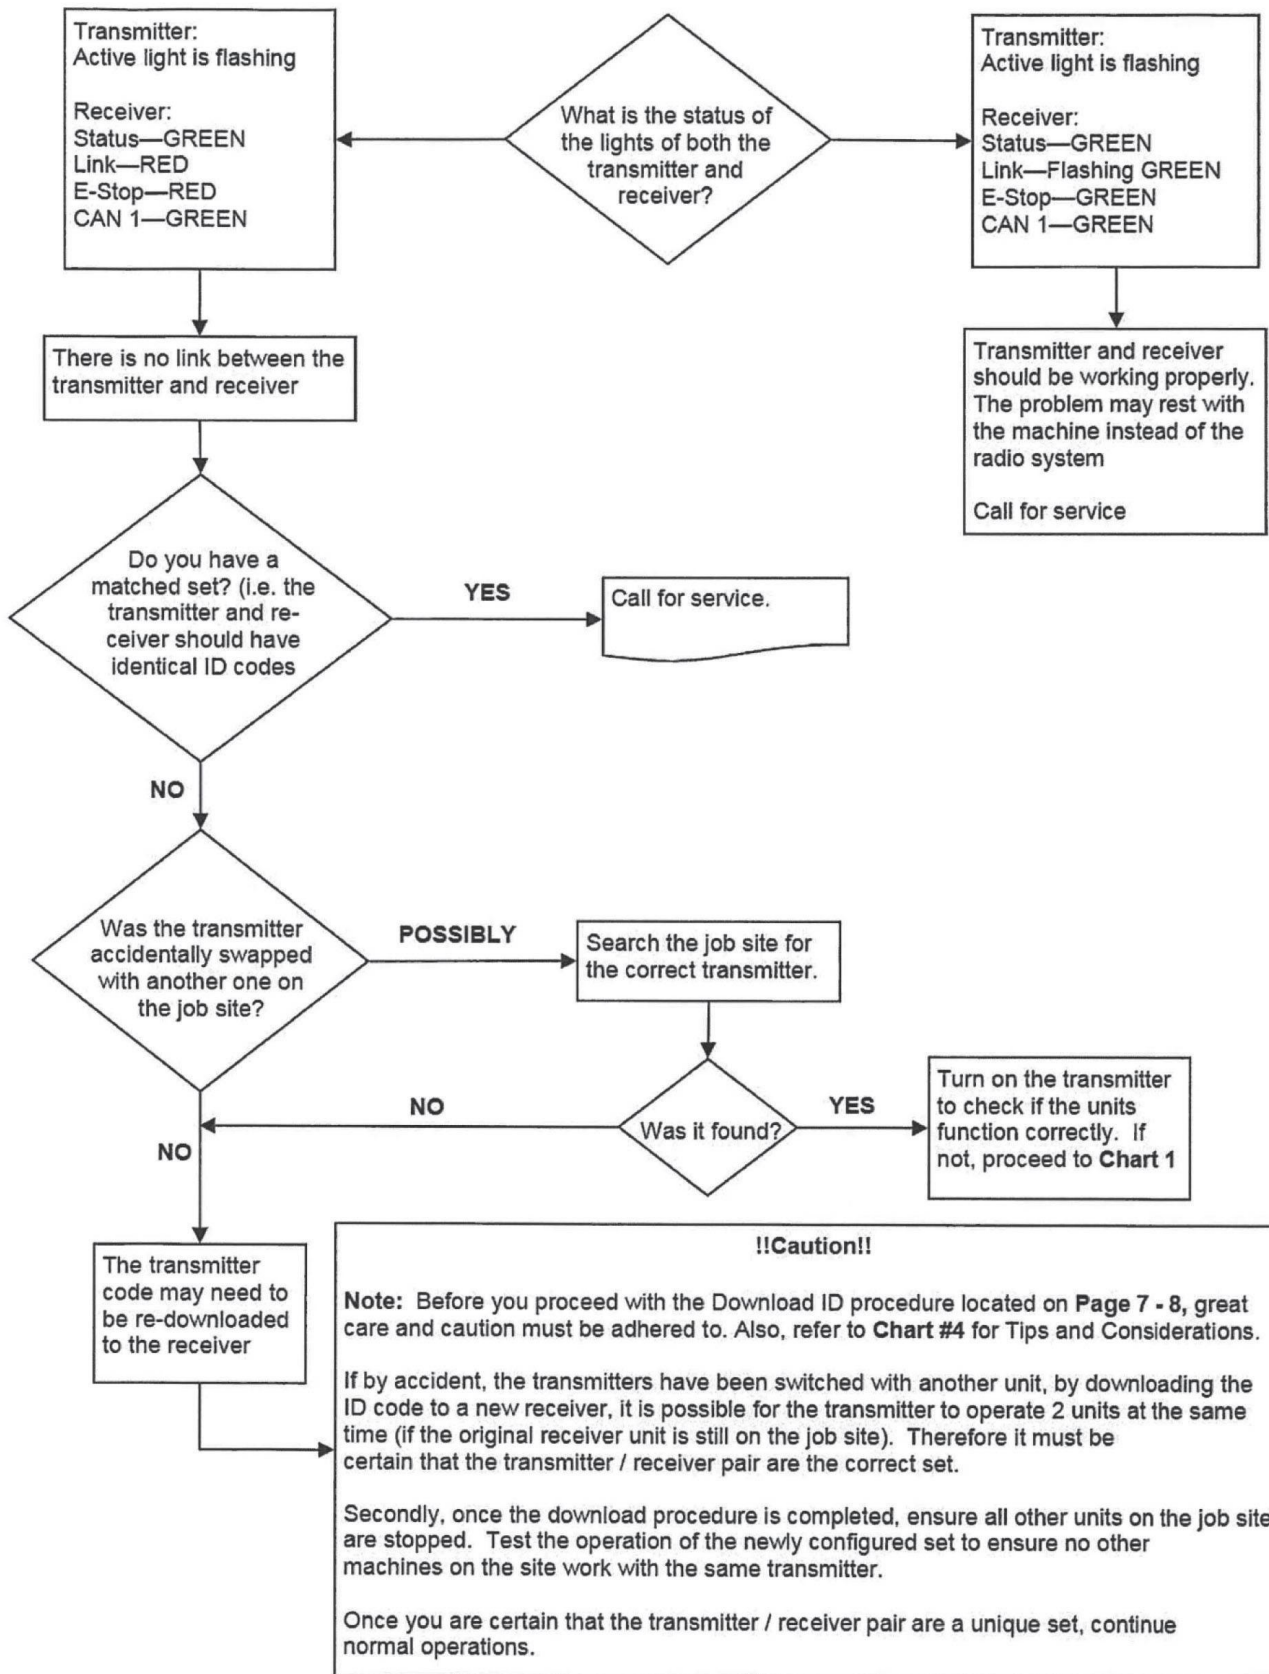 Transmitter:
Active light is flashing
Receiver:
Status—GREEN
Link—RED
E-Stop—RED
CAN 1—GREEN
What is the status of
the lights of both the
transmitter and
receiver?
Transmitter:
Active light is flashing
Receiver:
Status—GREEN
Link—Flashing GREEN
E-Stop—GREEN
CAN 1—GREEN
There is no link between the
transmitter and receiver
Transmitter and receiver
should be working properly.
The problem may rest with
the machine instead of the
radio system
Call for service
Do you have a
matched set? (i.e. the
transmitter and re-
ceiver should have
identical ID codes
YES
Call for service.
NO
Was the transmitter
accidentally swapped
with another one on
the job site?
POSSIBLY
Search the job site for
the correct transmitter.
NO
Was it found?
YES
Turn on the transmitter
to check if the units
function correctly. If
not, proceed to Chart 1
NO
The transmitter
code may need to
be re-downloaded
to the receiver
!!Caution!!
Note: Before you proceed with the Download ID procedure located on Page 7 - 8, great
care and caution must be adhered to. Also, refer to Chart #4 for Tips and Considerations.
If by accident, the transmitters have been switched with another unit, by downloading the
ID code to a new receiver, it is possible for the transmitter to operate 2 units at the same
time (if the original receiver unit is still on the job site). Therefore it must be
certain that the transmitter / receiver pair are the correct set.
Secondly, once the download procedure is completed, ensure all other units on the job site
are stopped. Test the operation of the newly configured set to ensure no other
machines on the site work with the same transmitter.
Once you are certain that the transmitter / receiver pair are a unique set, continue
normal operations.